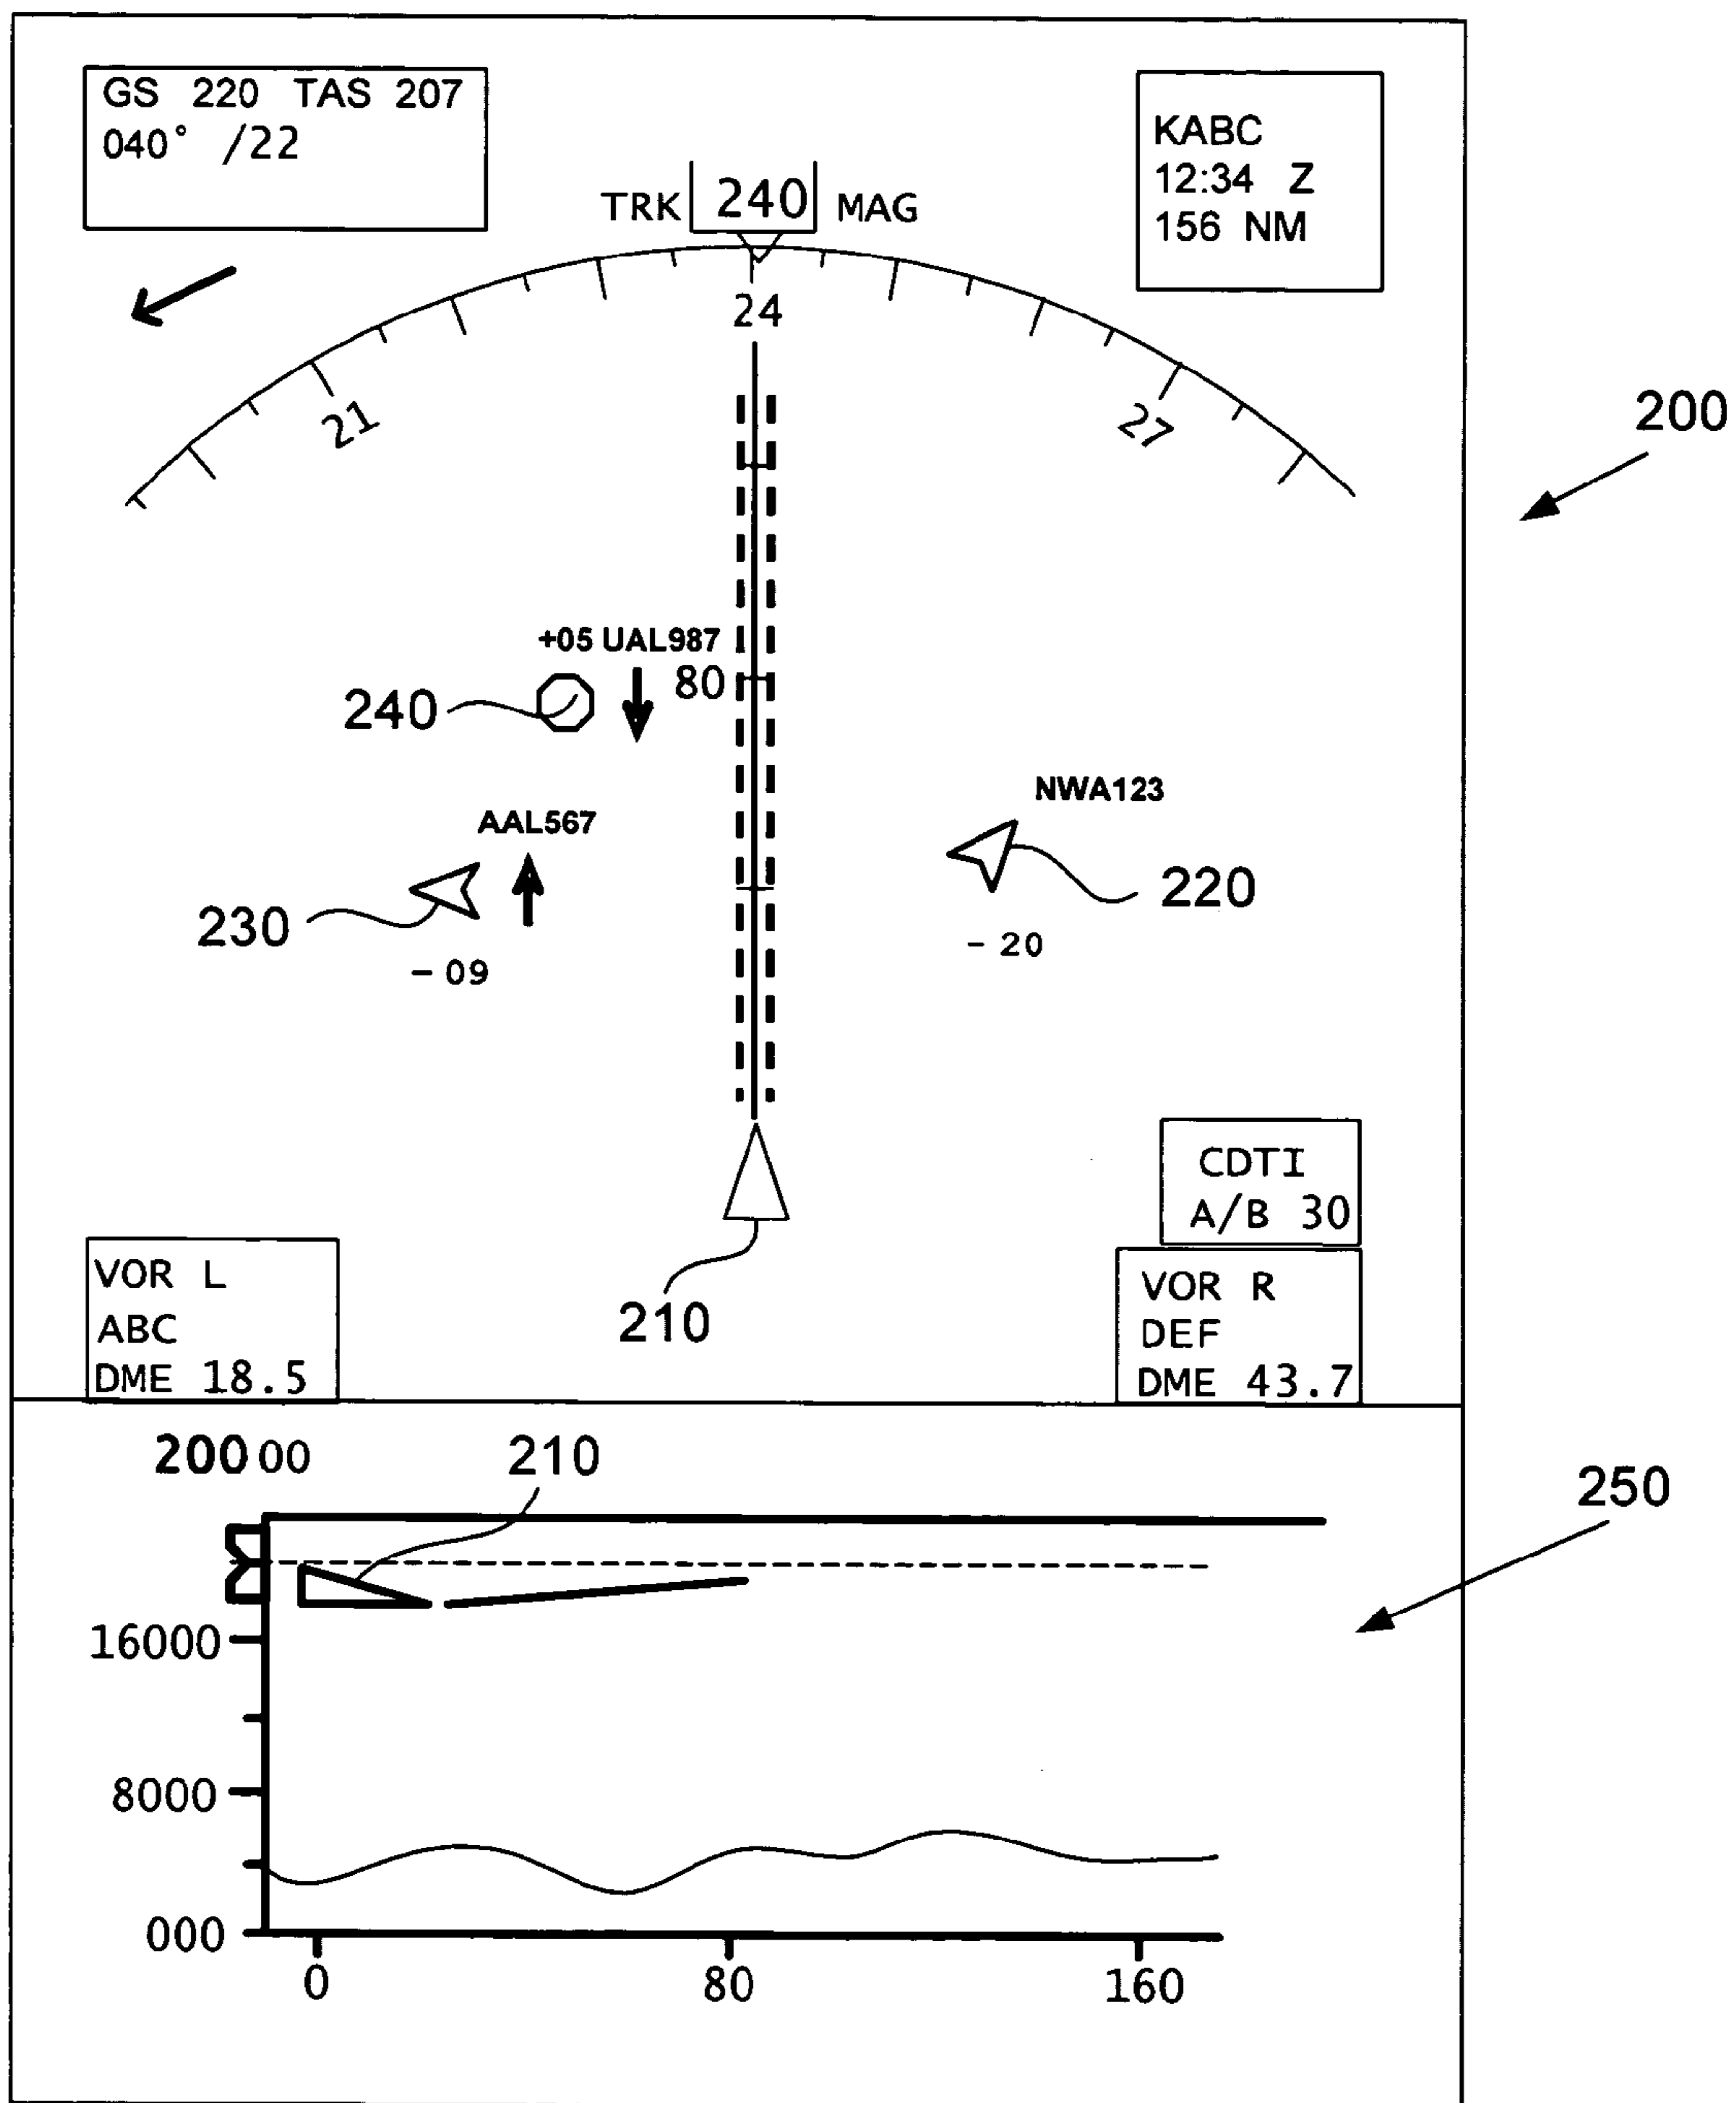 GS 220 TAS 207
040° /22
KABC
12:34 Z
156 NM
TRK 240 MAG
24
21
27
200
+05 UAL987
80
240
NWA123
AAL567
220
230
- 20
- 09
CDTI
A/B 30
VOR L
ABC
DME 18.5
210
VOR R
DEF
DME 43.7
20000
210
250
16000
8000
000
0
80
160